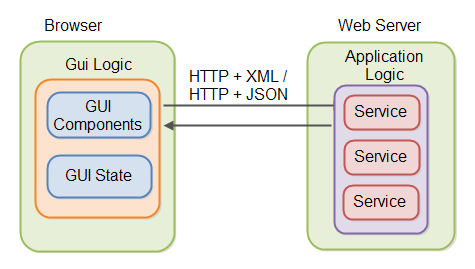 Browser
Web Server
Gui Logic
GUI
Components
GUI State
HTTP + XML /
HTTP + JSON
Application
Logic
Service
Service
Service